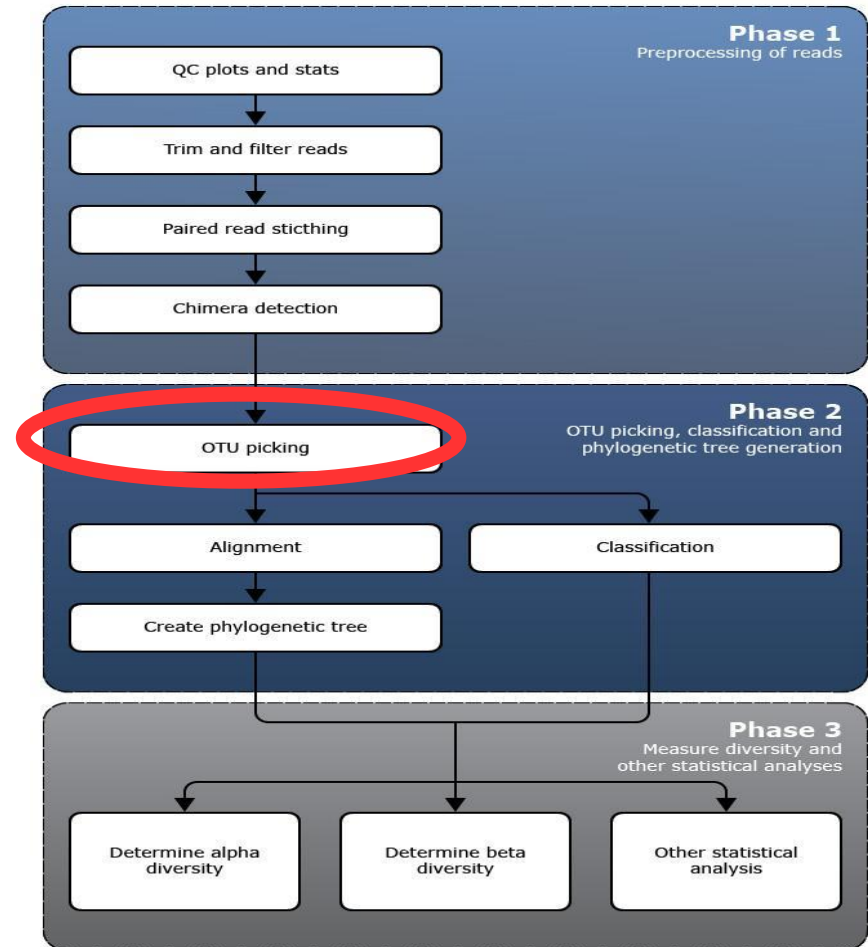 Phase 1
Preprocessing of reads
QC plots and stats
Trim and filter reads
Paired read sticthing
Chimera detection
Phase 2
OTU picking, classification and
phylogenetic tree generation
OTU picking
Alignment
Classification
Create phylogenetic tree
Phase 3
Measure diversity and
other statistical analyses
Determine alpha
diversity
Determine beta
diversity
Other statistical
analysis